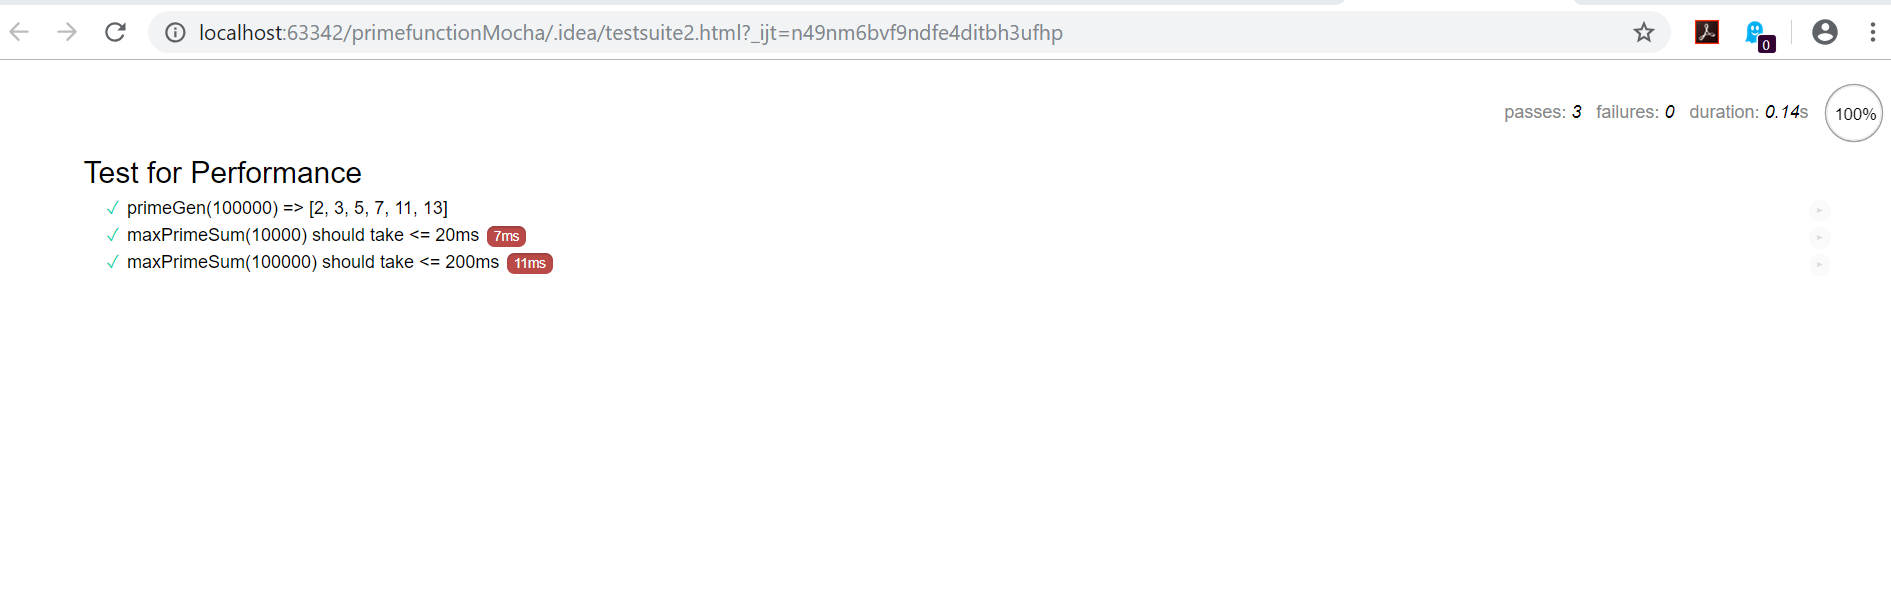 localhost:63342/primefunctionMocha/.idea/testsuite2.html?_ijt=n49nm6bvf9ndfe4ditbh3ufhp
0
passes: 3 failures: 0 duration: 0.14s 100%
Test for Performance
✓ primeGen(100000) => [2, 3, 5, 7, 11, 13]
✓ maxPrimeSum(10000) should take <= 20ms 7ms
✓ maxPrimeSum(100000) should take <= 200ms 11ms